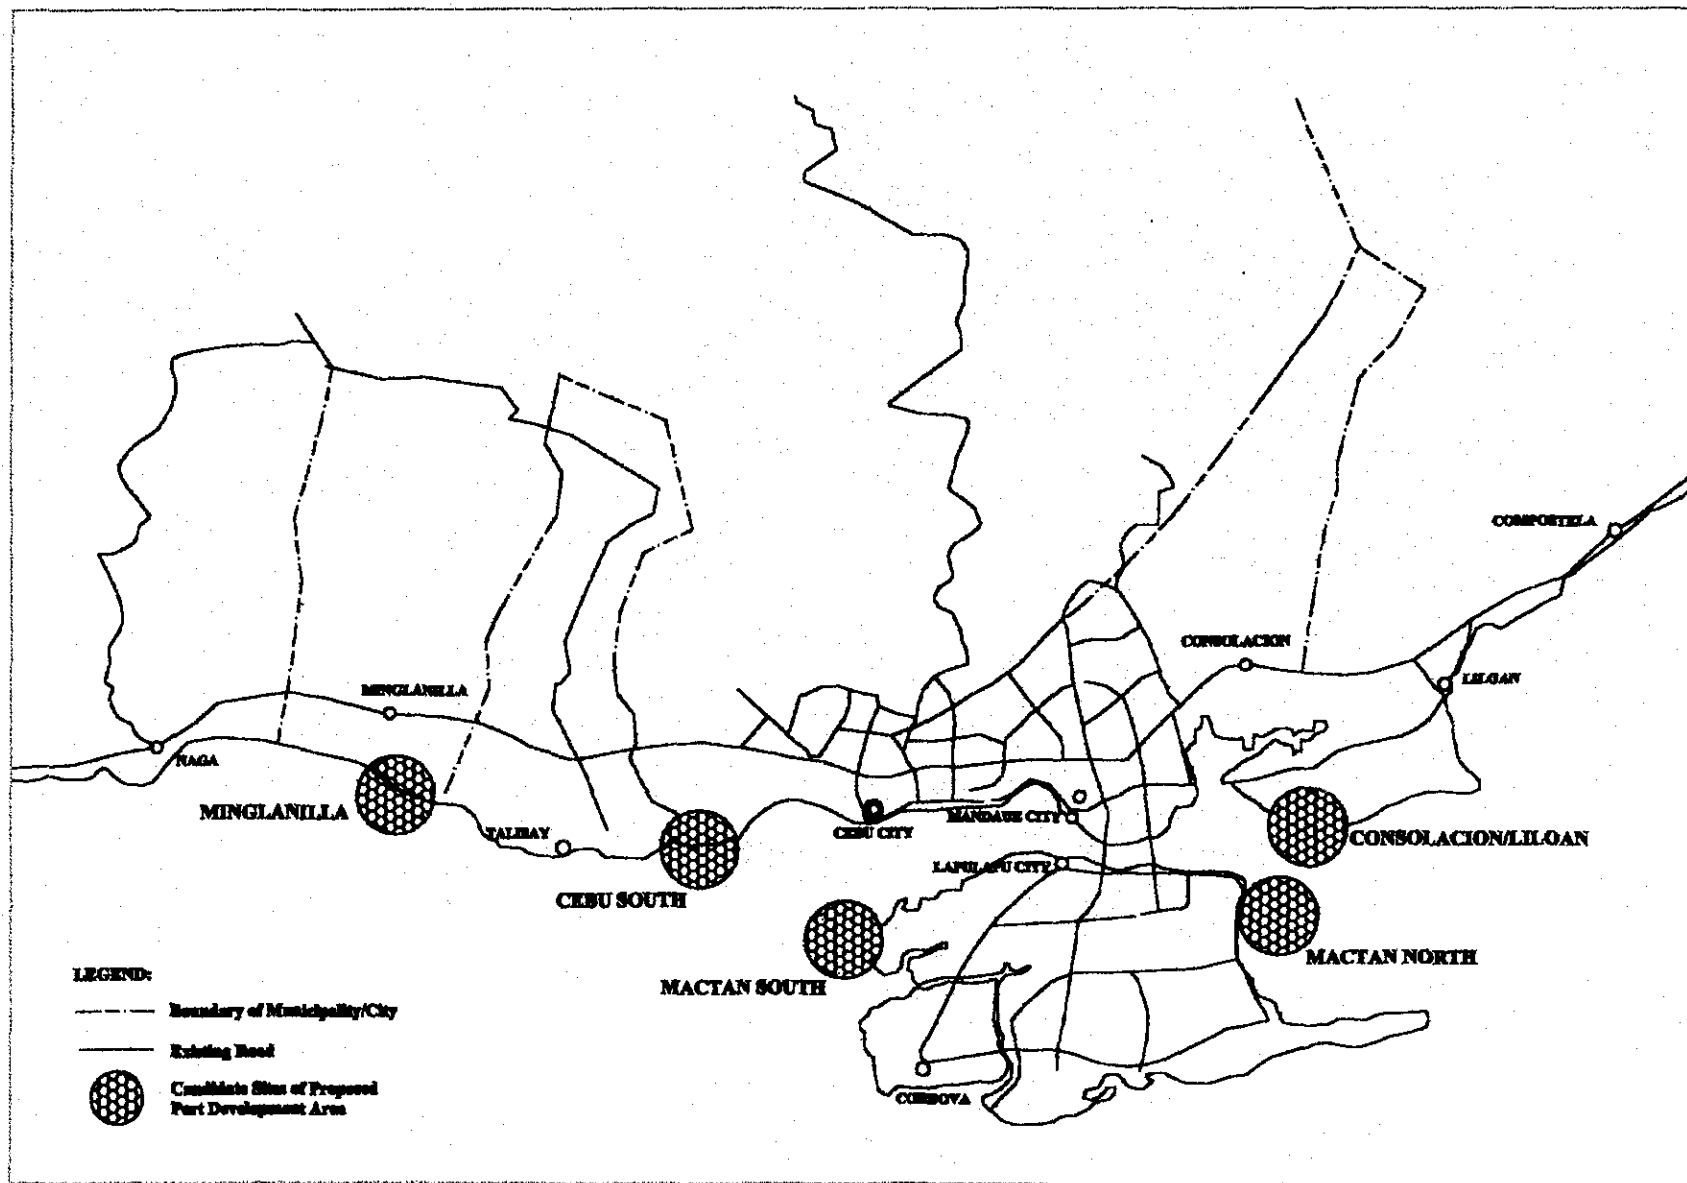 COMPOSTELA
CONSOLACION
LILOAN
MINGLANILLA
NAGA
MINGLANILLA
TALISAY
CEBU CITY
MANDAUE CITY
CONSOLACION/LILOAN
CEBU SOUTH
LAPULAPU CITY
MACTAN NORTH
MACTAN SOUTH
CORDOVA
LEGEND:
Boundary of Municipality/City
Existing Road
Candidate Sites of Proposed
Port Development Area